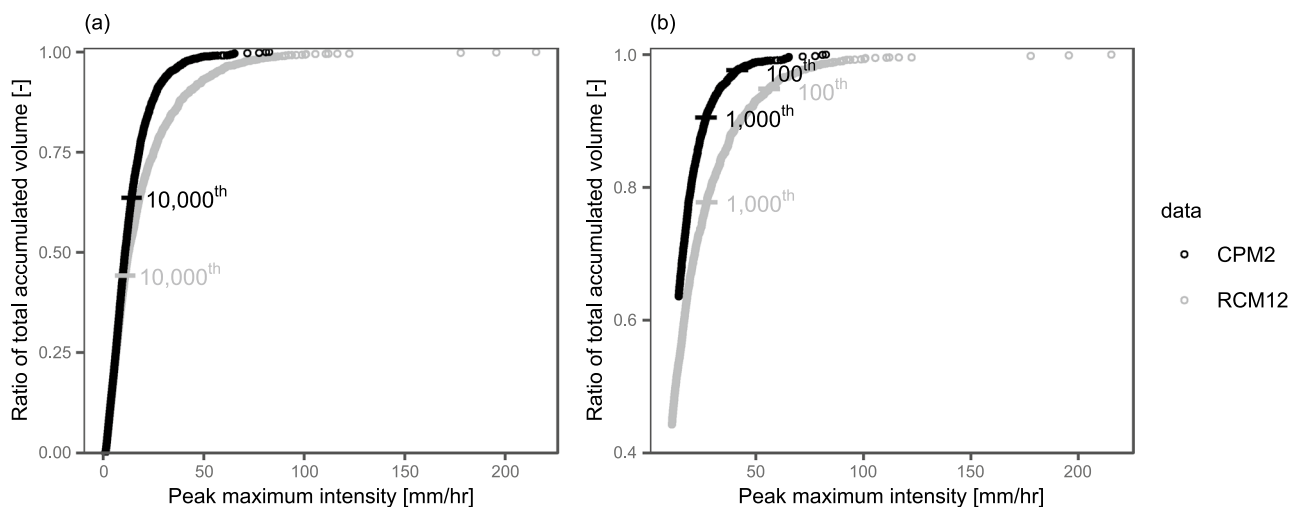 (a)
Ratio of total accumulated volume [-]
1.00
0.75
0.50
0.25
0.00
10,000th
10,000th
0
50
100
150
200
Peak maximum intensity [mm/hr]
(b)
Ratio of total accumulated volume [-]
1.0
0.8
0.6
0.4
100th
100th
1,000th
1,000th
50
100
150
200
Peak maximum intensity [mm/hr]
data
CPM2
RCM12